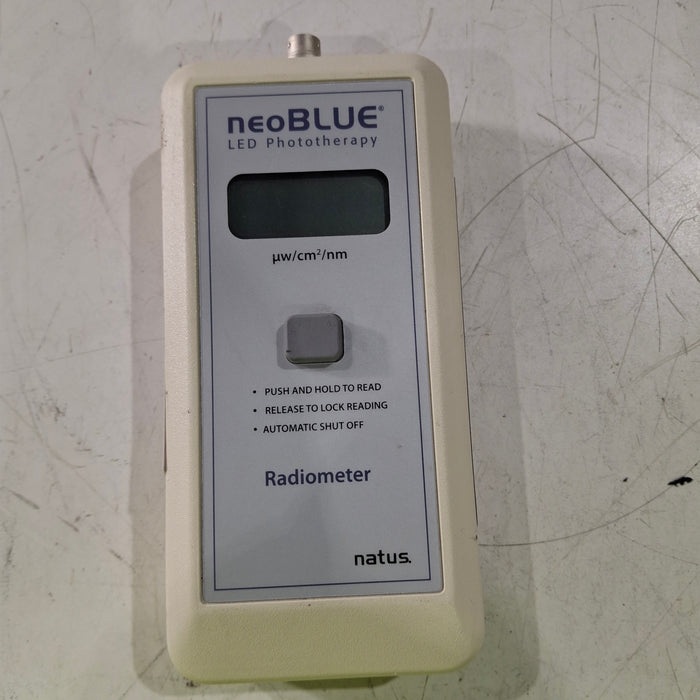 neoBLUE®
LED Phototherapy
µw/cm²/nm
• PUSH AND HOLD TO READ
• RELEASE TO LOCK READING
• AUTOMATIC SHUT OFF
Radiometer
natus.